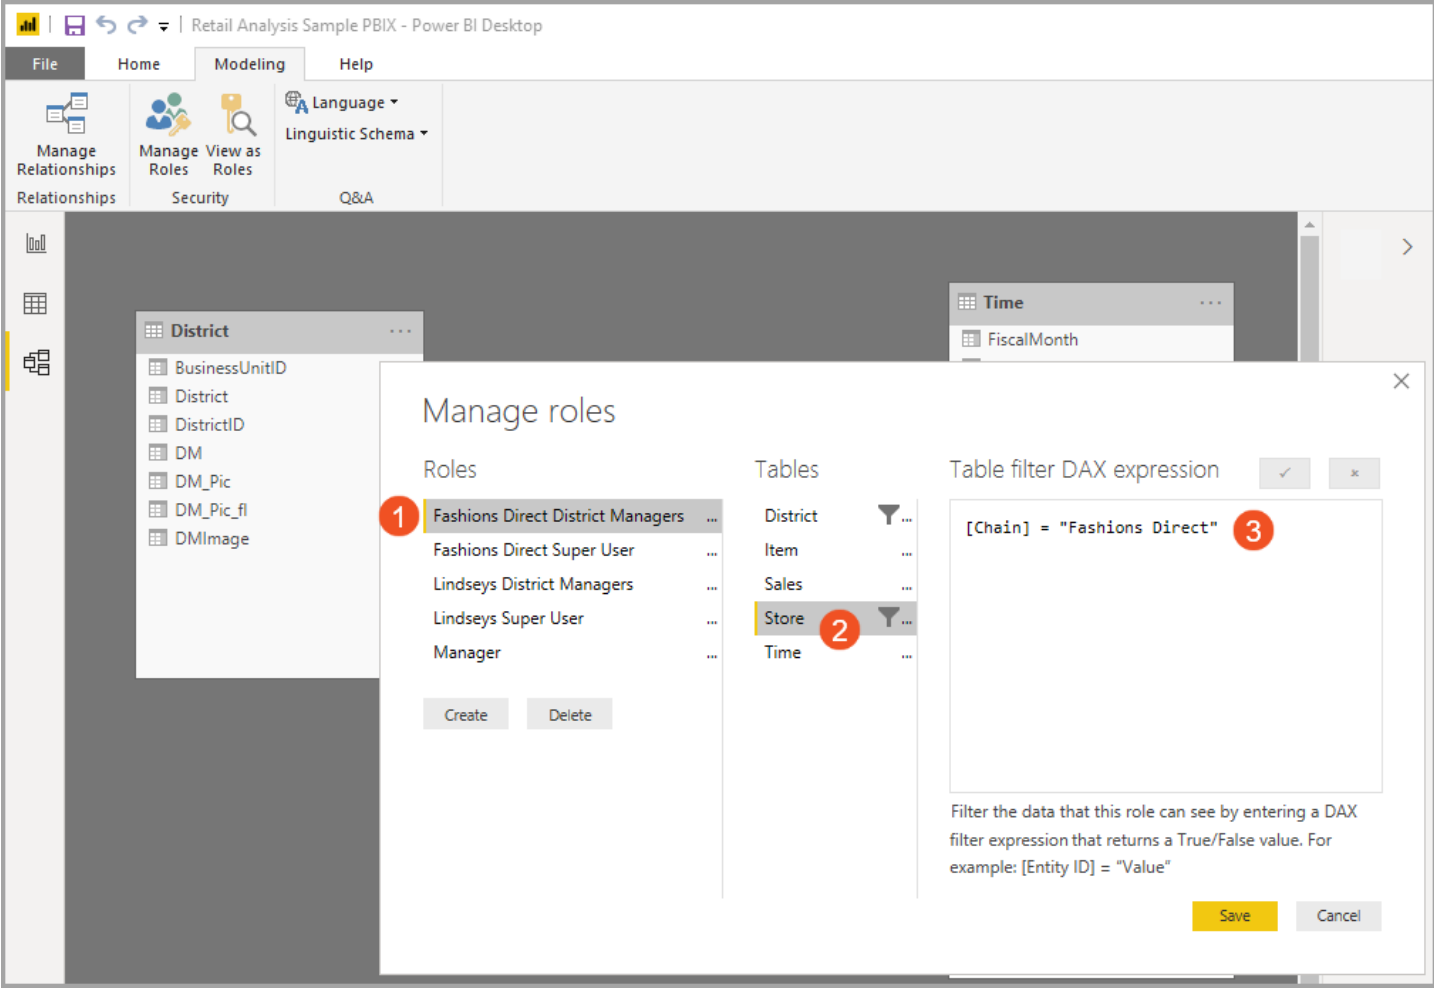 Retail Analysis Sample PBIX - Power BI Desktop
File Home Modeling Help
Manage Relationships
Manage Roles
View as Roles
Language
Linguistic Schema
Relationships Security Q&A
District ...
BusinessUnitID
District
DistrictID
DM
DM_Pic
DM_Pic_fl
DMImage
Time ...
FiscalMonth
Manage roles
Roles
1 Fashions Direct District Managers ...
Fashions Direct Super User ...
Lindseys District Managers ...
Lindseys Super User ...
Manager ...
Create Delete
Tables
District ...
Item ...
Sales ...
Store 2 ...
Time ...
Table filter DAX expression
[Chain] = "Fashions Direct" 3
Filter the data that this role can see by entering a DAX
filter expression that returns a True/False value. For
example: [Entity ID] = “Value”
Save Cancel